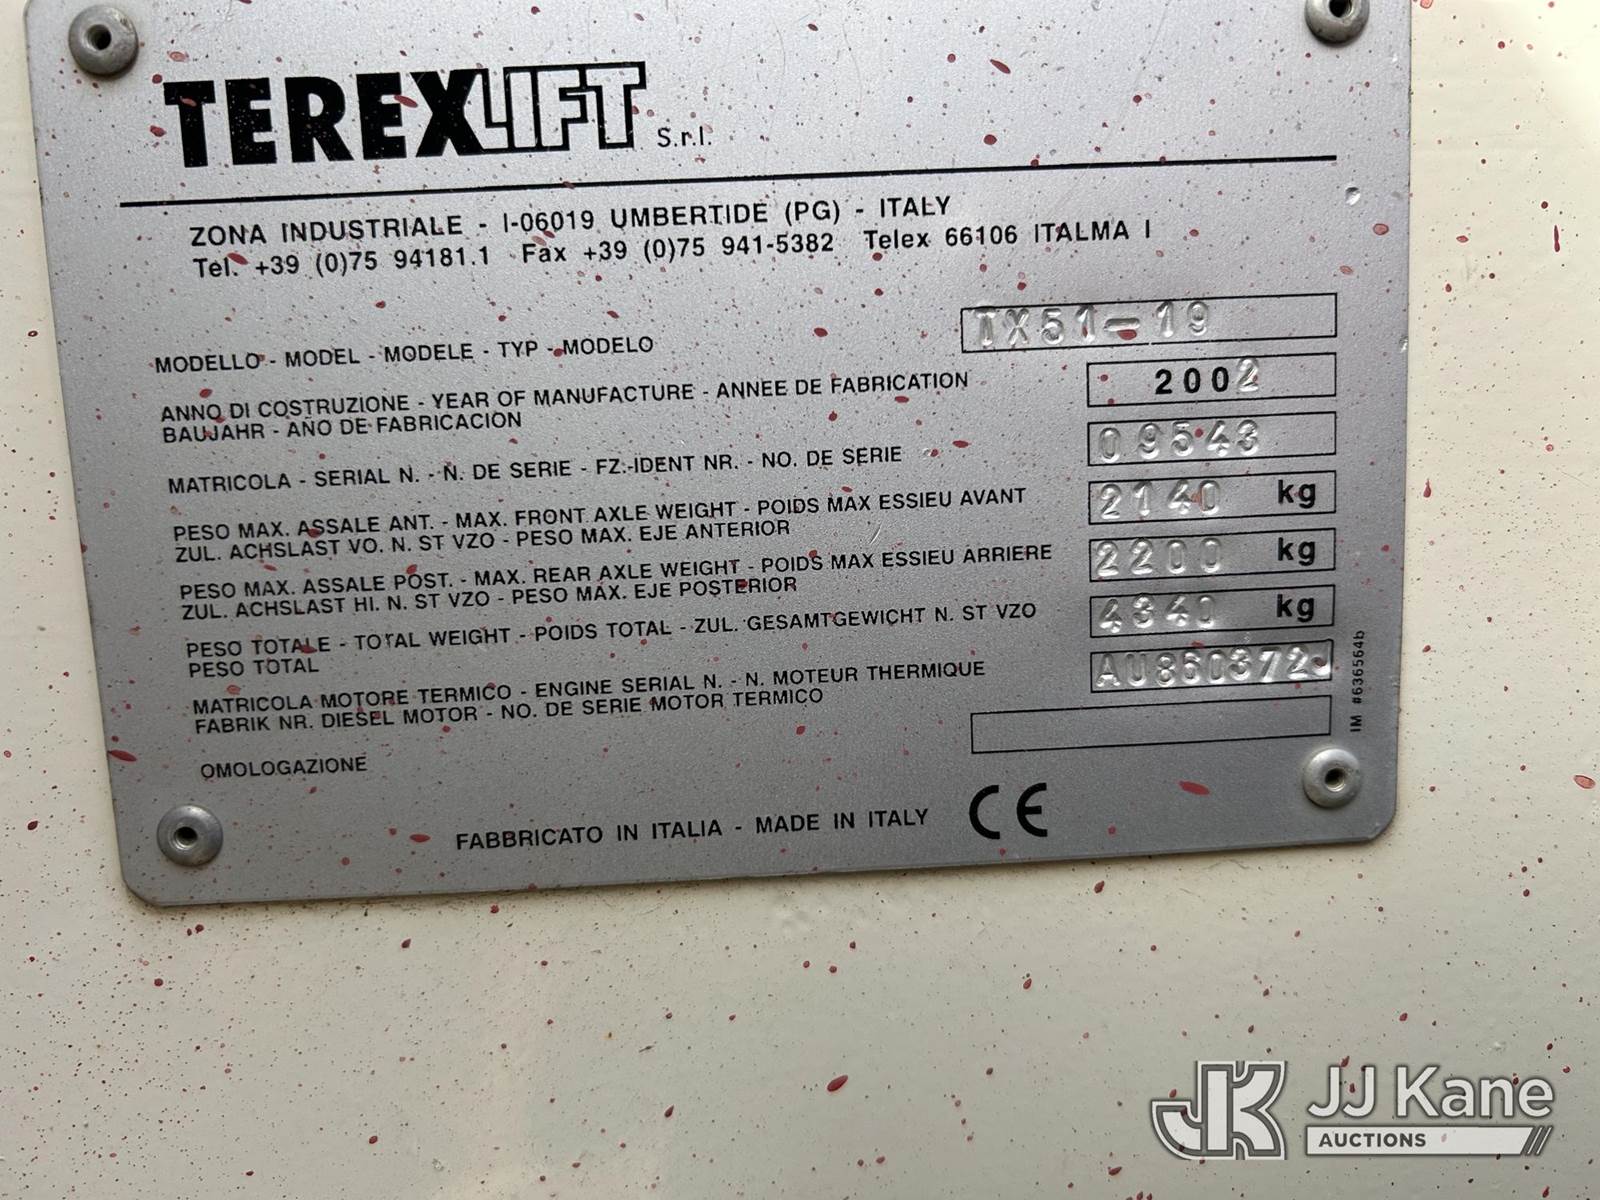 TEREXLIFT S.r.l.
ZONA INDUSTRIALE - I-06019 UMBERTIDE (PG) - ITALY
Tel. +39 (0)75 94181.1 Fax +39 (0)75 941-5382 Telex 66106 ITALMA I
MODELLO - MODEL - MODELE - TYP - MODELO TX51-19
ANNO DI COSTRUZIONE - YEAR OF MANUFACTURE - ANNEE DE FABRICATION 2002
BAUJAHR - AÑO DE FABRICACION
MATRICOLA - SERIAL N. - N. DE SERIE - FZ.-IDENT NR. - NO. DE SERIE 09543
PESO MAX. ASSALE ANT. - MAX. FRONT AXLE WEIGHT - POIDS MAX ESSIEU AVANT 2140 kg
ZUL. ACHSLAST VO. N. ST VZO - PESO MAX. EJE ANTERIOR
PESO MAX. ASSALE POST. - MAX. REAR AXLE WEIGHT - POIDS MAX ESSIEU ARRIERE 2200 kg
ZUL. ACHSLAST HI. N. ST VZO - PESO MAX. EJE POSTERIOR
PESO TOTALE - TOTAL WEIGHT - POIDS TOTAL - ZUL. GESAMTGEWICHT N. ST VZO 4340 kg
PESO TOTAL
MATRICOLA MOTORE TERMICO - ENGINE SERIAL N. - N. MOTEUR THERMIQUE AU860372J
FABRIK NR. DIESEL MOTOR - NO. DE SERIE MOTOR TERMICO
OMOLOGAZIONE
FABBRICATO IN ITALIA - MADE IN ITALY CE
IM #636564b
JK JJ Kane
AUCTIONS